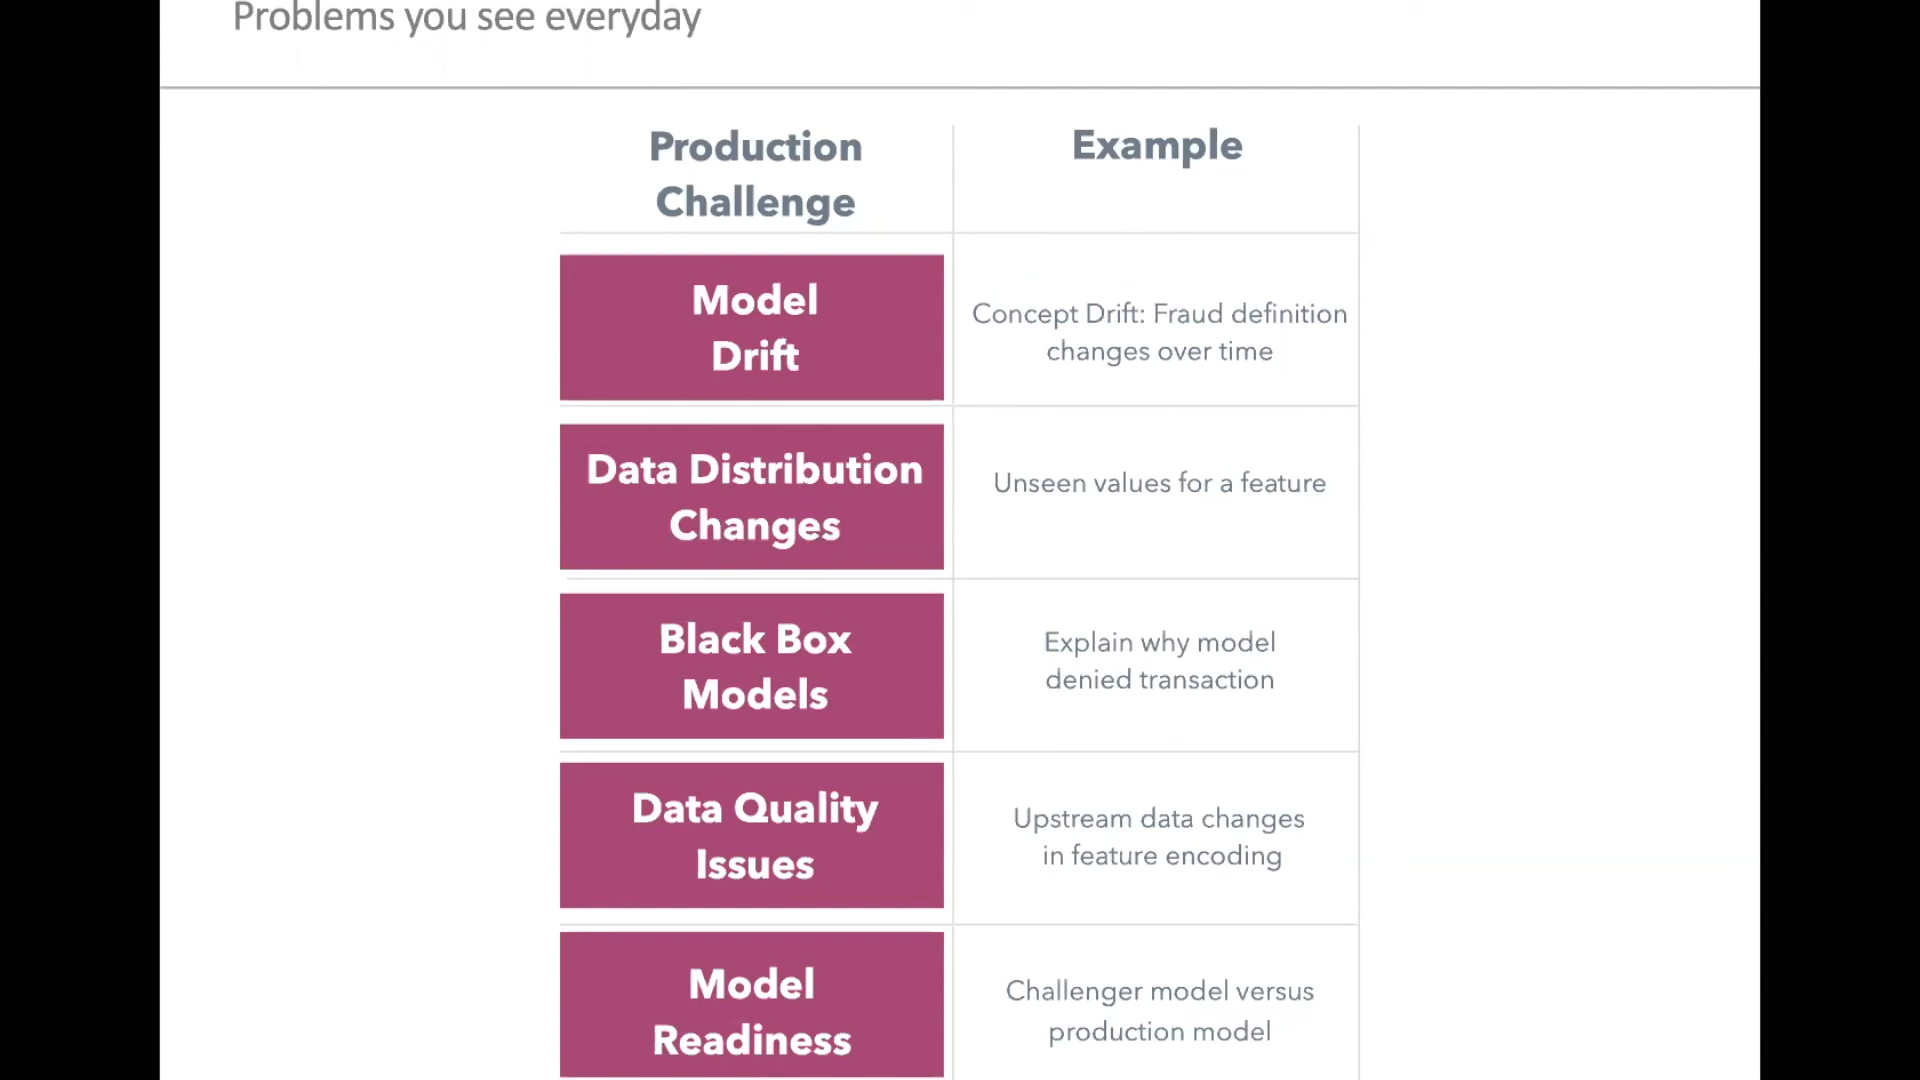 Problems you see everyday
Production
Challenge
Example
Model
Drift
Concept Drift: Fraud definition
changes over time
Data Distribution
Changes
Unseen values for a feature
Black Box
Models
Explain why model
denied transaction
Data Quality
Issues
Upstream data changes
in feature encoding
Model
Readiness
Challenger model versus
production model